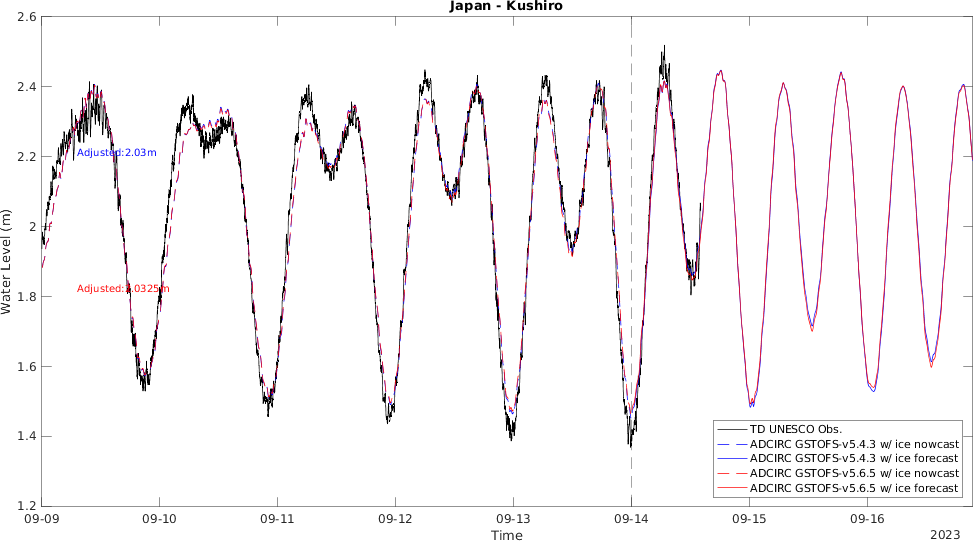 Japan - Kushiro
2.6
2.4
2.2
2
1.8
1.6
1.4
1.2
Water Level (m)
Adjusted:2.03m
Adjusted:2.0325m
TD UNESCO Obs.
ADCIRC GSTOFS-v5.4.3 w/ ice nowcast
ADCIRC GSTOFS-v5.4.3 w/ ice forecast
ADCIRC GSTOFS-v5.6.5 w/ ice nowcast
ADCIRC GSTOFS-v5.6.5 w/ ice forecast
09-09 09-10 09-11 09-12 09-13 09-14 09-15 09-16
Time
2023